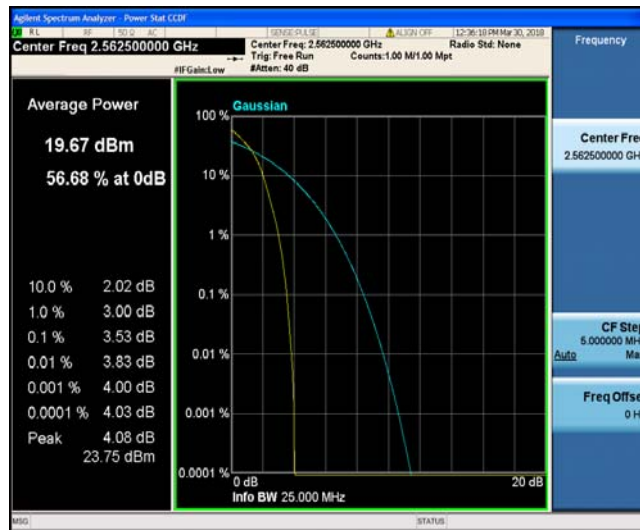 Agilent Spectrum Analyzer - Power Stat CCDF
RL RF 50 Ω AC SENSE:PULSE ALIGN OFF 12:36:18 PM Mar 30, 2018
Center Freq 2.562500000 GHz
Center Freq: 2.562500000 GHz Radio Std: None
Trig: Free Run Counts:1.00 M/1.00 Mpt
#IFGain:Low #Atten: 40 dB
Frequency
Average Power
19.67 dBm
56.68 % at 0dB
10.0 % 2.02 dB
1.0 % 3.00 dB
0.1 % 3.53 dB
0.01 % 3.83 dB
0.001 % 4.00 dB
0.0001 % 4.03 dB
Peak 4.08 dB
23.75 dBm
Gaussian
100 %
10 %
1 %
0.1 %
0.01 %
0.001 %
0.0001 %
0 dB 20 dB
Info BW 25.000 MHz
Center Fre
2.562500000 GH
CF Step
5.000000 MH
Auto Ma
Freq Offse
0 H
MSG STATUS